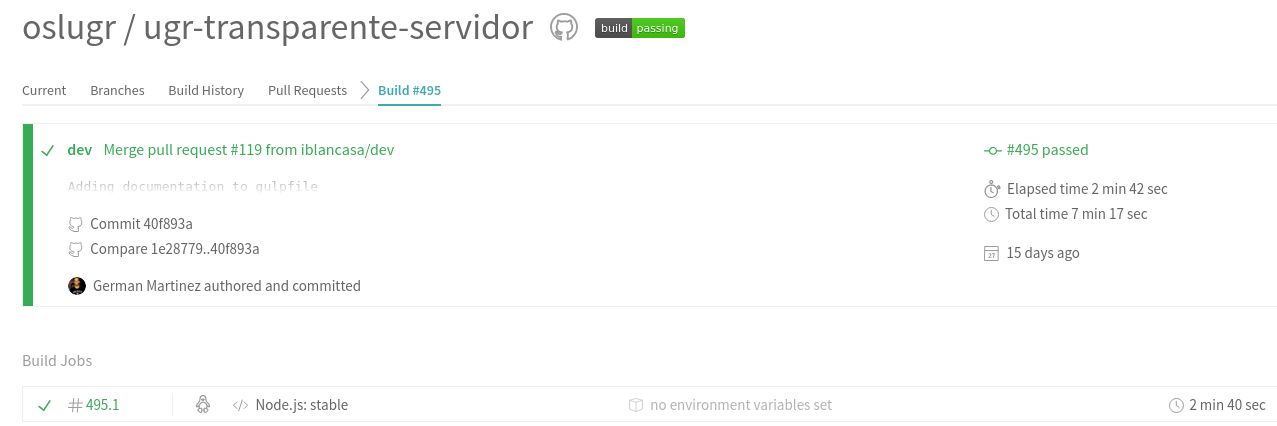 oslugr / ugr-transparente-servidor build passing
Current Branches Build History Pull Requests Build #495
dev Merge pull request #119 from iblancasa/dev
#495 passed
Adding documentation to gulpfile
Elapsed time 2 min 42 sec
Commit 40f893a
Total time 7 min 17 sec
Compare 1e28779..40f893a
27 15 days ago
German Martinez authored and committed
Build Jobs
# 495.1 </> Node.js: stable no environment variables set 2 min 40 sec